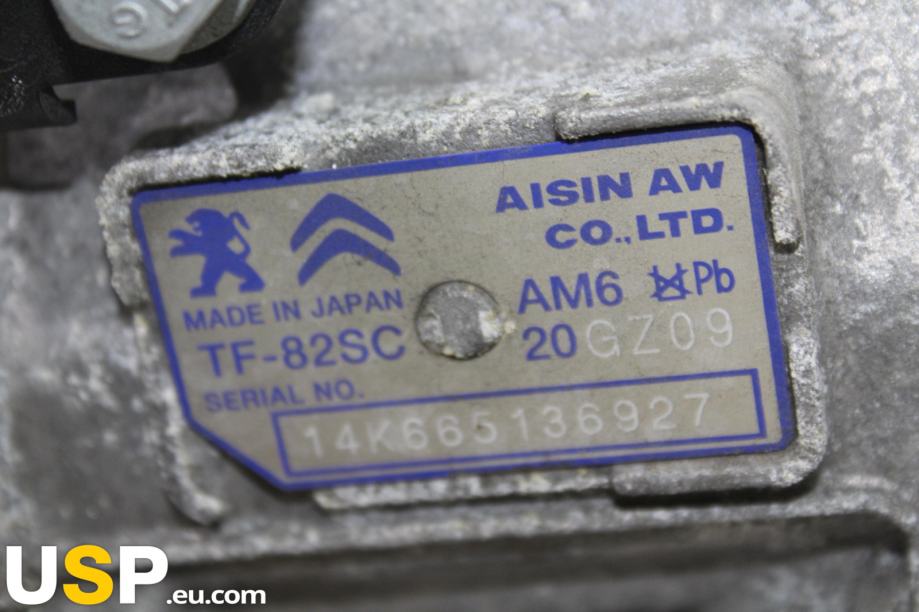 AISIN AW
CO.,LTD.
MADE IN JAPAN
AM6 Pb
TF-82SC
20GZ09
SERIAL NO.
14K665136927
USP.eu.com